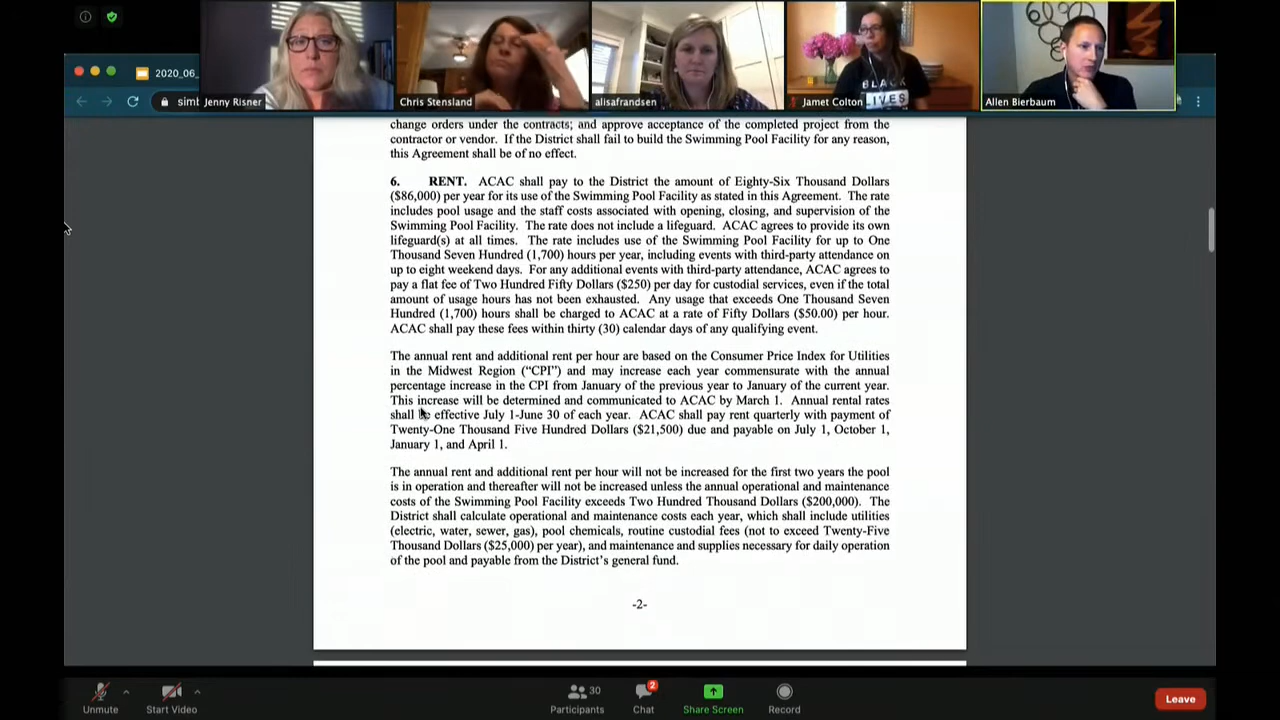 Jenny Risner
Chris Stensland
alisafrandsen
Jamet Colton
Allen Bierbaum
BLACK
LIVES
2020_06_
siml
change orders under the contracts; and approve acceptance of the completed project from the
contractor or vendor. If the District shall fail to build the Swimming Pool Facility for any reason,
this Agreement shall be of no effect.
6. RENT. ACAC shall pay to the District the amount of Eighty-Six Thousand Dollars
($86,000) per year for its use of the Swimming Pool Facility as stated in this Agreement. The rate
includes pool usage and the staff costs associated with opening, closing, and supervision of the
Swimming Pool Facility. The rate does not include a lifeguard. ACAC agrees to provide its own
lifeguard(s) at all times. The rate includes use of the Swimming Pool Facility for up to One
Thousand Seven Hundred (1,700) hours per year, including events with third-party attendance on
up to eight weekend days. For any additional events with third-party attendance, ACAC agrees to
pay a flat fee of Two Hundred Fifty Dollars ($250) per day for custodial services, even if the total
amount of usage hours has not been exhausted. Any usage that exceeds One Thousand Seven
Hundred (1,700) hours shall be charged to ACAC at a rate of Fifty Dollars ($50.00) per hour.
ACAC shall pay these fees within thirty (30) calendar days of any qualifying event.
The annual rent and additional rent per hour are based on the Consumer Price Index for Utilities
in the Midwest Region (“CPI”) and may increase each year commensurate with the annual
percentage increase in the CPI from January of the previous year to January of the current year.
This increase will be determined and communicated to ACAC by March 1. Annual rental rates
shall be effective July 1-June 30 of each year. ACAC shall pay rent quarterly with payment of
Twenty-One Thousand Five Hundred Dollars ($21,500) due and payable on July 1, October 1,
January 1, and April 1.
The annual rent and additional rent per hour will not be increased for the first two years the pool
is in operation and thereafter will not be increased unless the annual operational and maintenance
costs of the Swimming Pool Facility exceeds Two Hundred Thousand Dollars ($200,000). The
District shall calculate operational and maintenance costs each year, which shall include utilities
(electric, water, sewer, gas), pool chemicals, routine custodial fees (not to exceed Twenty-Five
Thousand Dollars ($25,000) per year), and maintenance and supplies necessary for daily operation
of the pool and payable from the District’s general fund.
-2-
30
2
Unmute
Start Video
Participants
Chat
Share Screen
Record
Leave